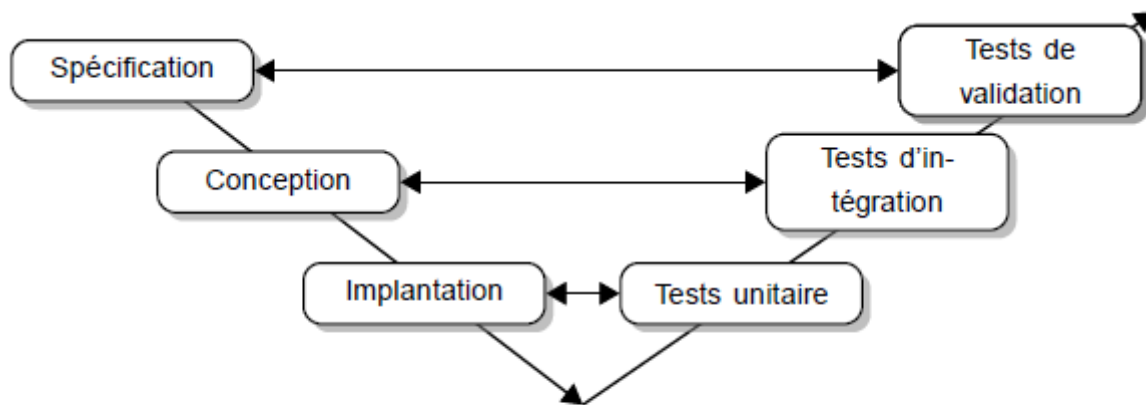 Spécification
Tests de
validation
Conception
Tests d'in-
tégration
Implantation
Tests unitaire